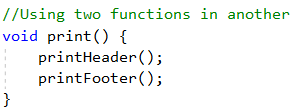 //Using two functions in another
void print() {
    printHeader();
    printFooter();
}